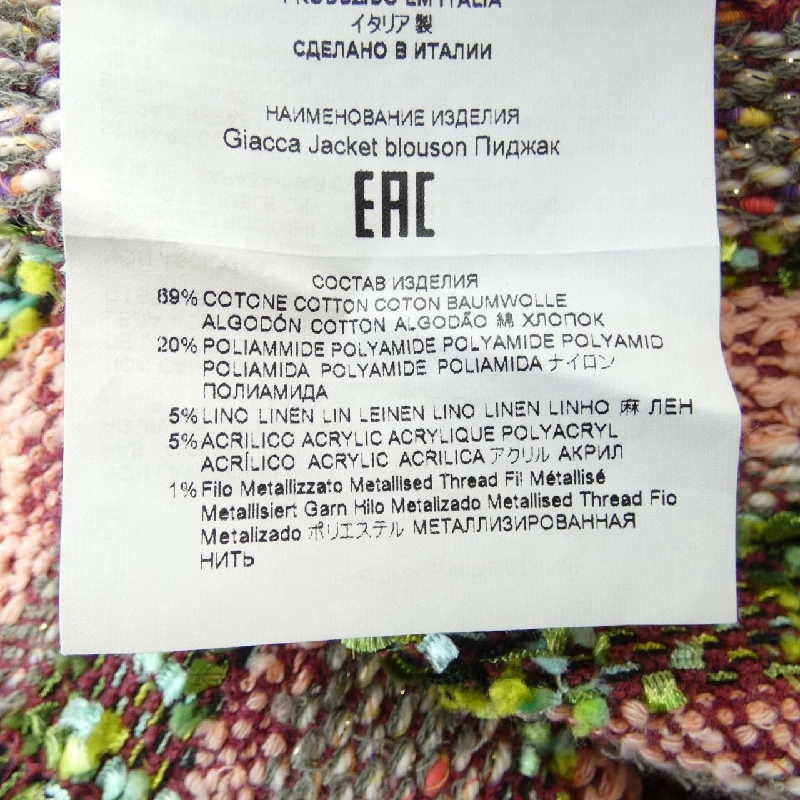 PRODUZIDO EM ITALIA
イタリア製
СДЕЛАНО В ИТАЛИИ
НАИМЕНОВАНИЕ ИЗДЕЛИЯ
Giacca Jacket blouson Пиджак
EAC
СОСТАВ ИЗДЕЛИЯ
69% COTONE COTTON COTON BAUMWOLLE
ALGODÓN COTTON ALGODÃO 綿 ХЛОПОК
20% POLIAMMIDE POLYAMIDE POLYAMIDE POLYAMID
POLIAMIDA POLYAMIDE POLIAMIDA ナイロン
ПОЛИАМИДА
5% LINO LINEN LIN LEINEN LINO LINEN LINHO 麻 ЛЕН
5% ACRILICO ACRYLIC ACRYLIQUE POLYACRYL
ACRÍLICO ACRYLIC ACRILICA アクリル АКРИЛ
1% Filo Metallizzato Metallised Thread Fil Métallisé
Metallisiert Garn Hilo Metalizado Metallised Thread Fio
Metalizado ポリエステル МЕТАЛЛИЗИРОВАННАЯ
НИТЬ